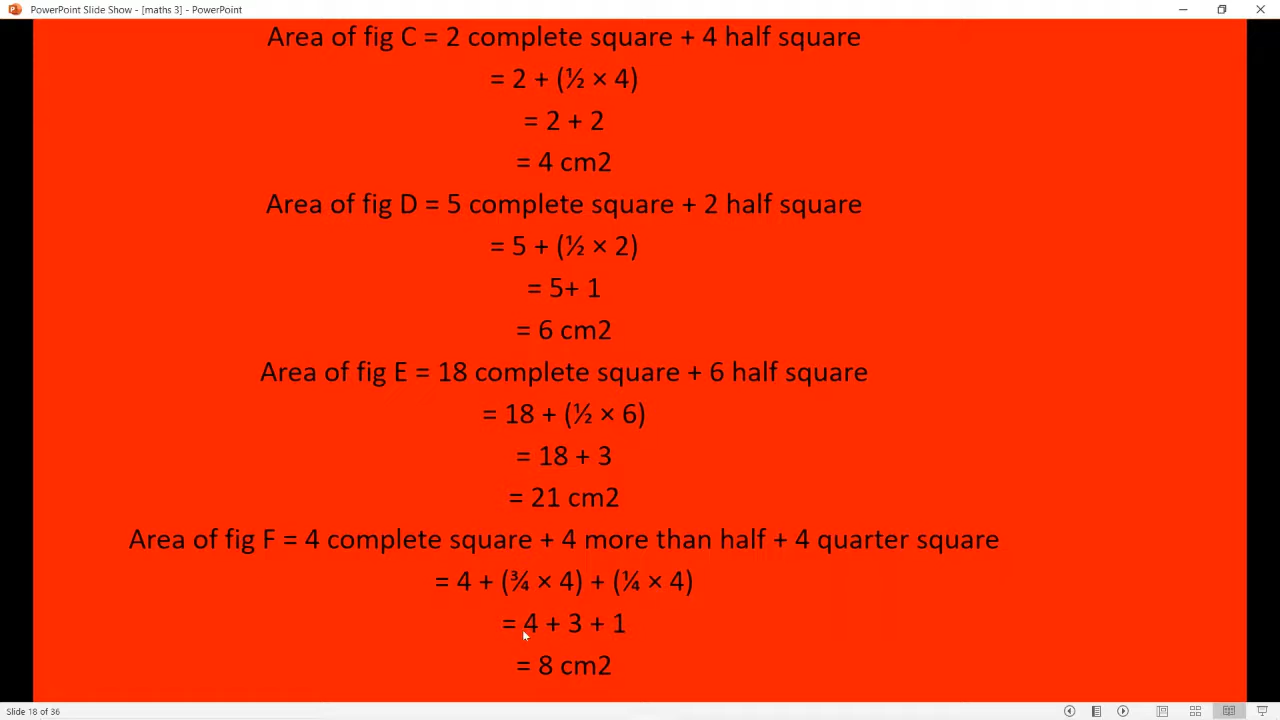 PowerPoint Slide Show - [maths 3] - PowerPoint
Area of fig C = 2 complete square + 4 half square
= 2 + (½ × 4)
= 2 + 2
= 4 cm2
Area of fig D = 5 complete square + 2 half square
= 5 + (½ × 2)
= 5+ 1
= 6 cm2
Area of fig E = 18 complete square + 6 half square
= 18 + (½ × 6)
= 18 + 3
= 21 cm2
Area of fig F = 4 complete square + 4 more than half + 4 quarter square
= 4 + (¾ × 4) + (¼ × 4)
= 4 + 3 + 1
= 8 cm2
Slide 18 of 36